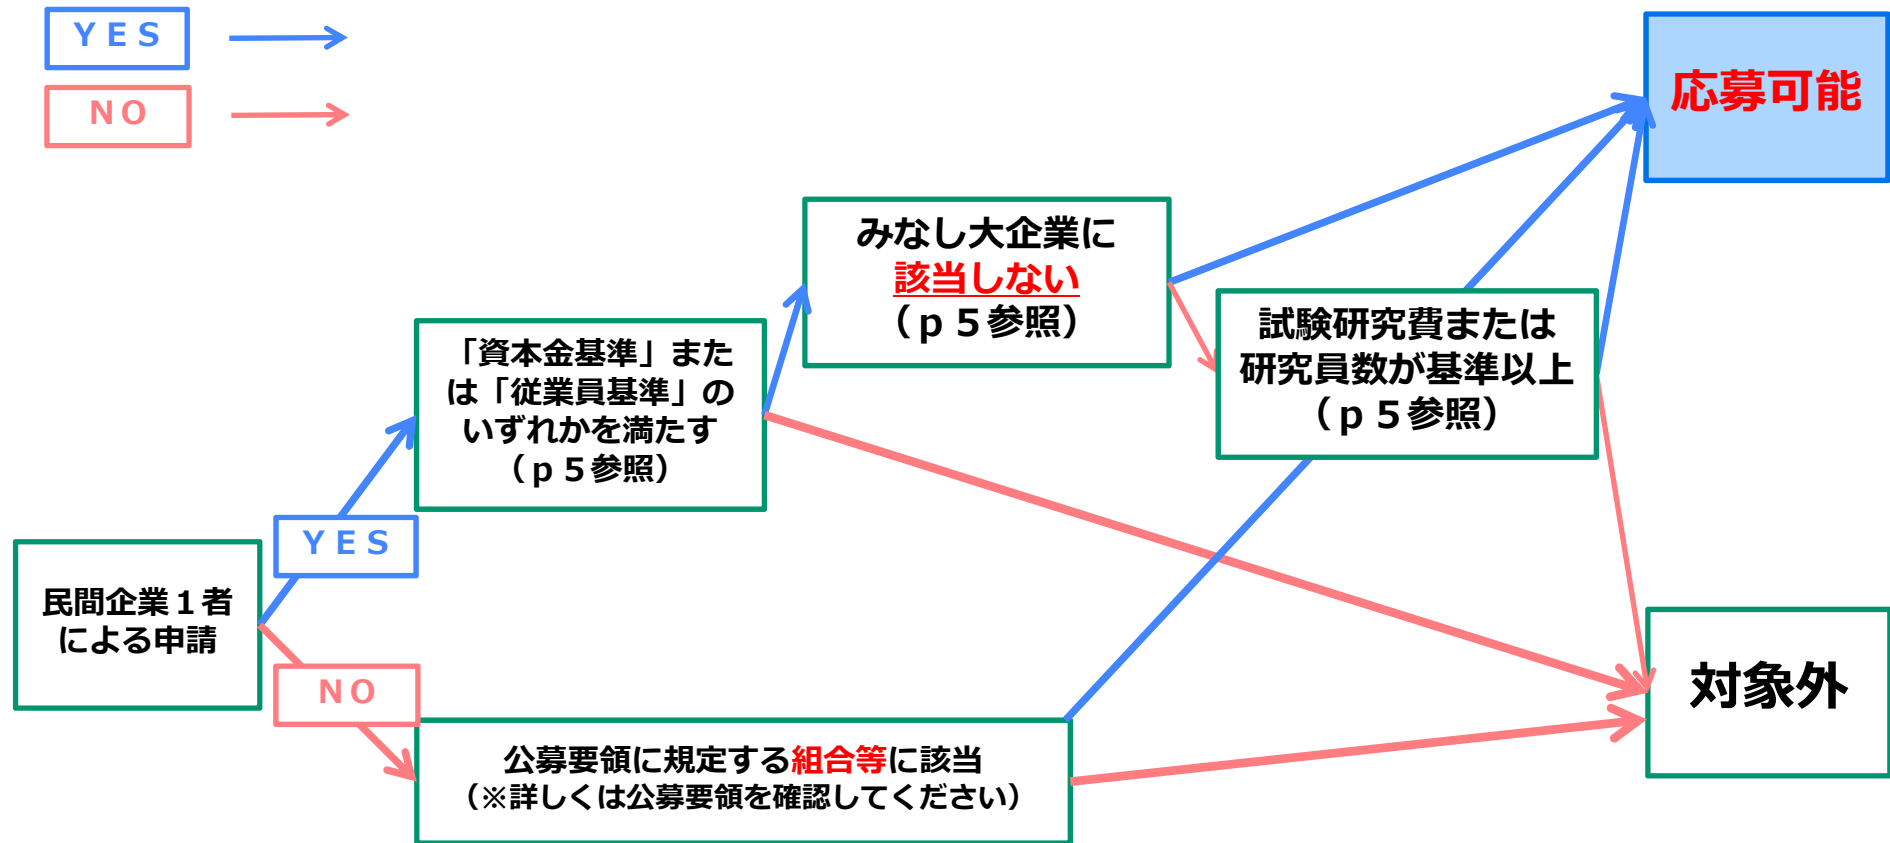 ＹＥＳ
ＮＯ
応募可能
みなし大企業に
該当しない
（ｐ５参照）
試験研究費または
研究員数が基準以上
（ｐ５参照）
「資本金基準」また
は「従業員基準」の
いずれかを満たす
（ｐ５参照）
ＹＥＳ
民間企業１者
による申請
ＮＯ
対象外
公募要領に規定する組合等に該当
（※詳しくは公募要領を確認してください）